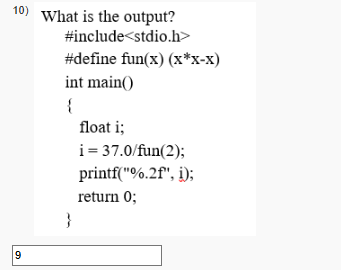 10) What is the output?
#include<stdio.h>
#define fun(x) (x*x-x)
int main()
{
float i;
i = 37.0/fun(2);
printf("%.2f", i);
return 0;
}
9